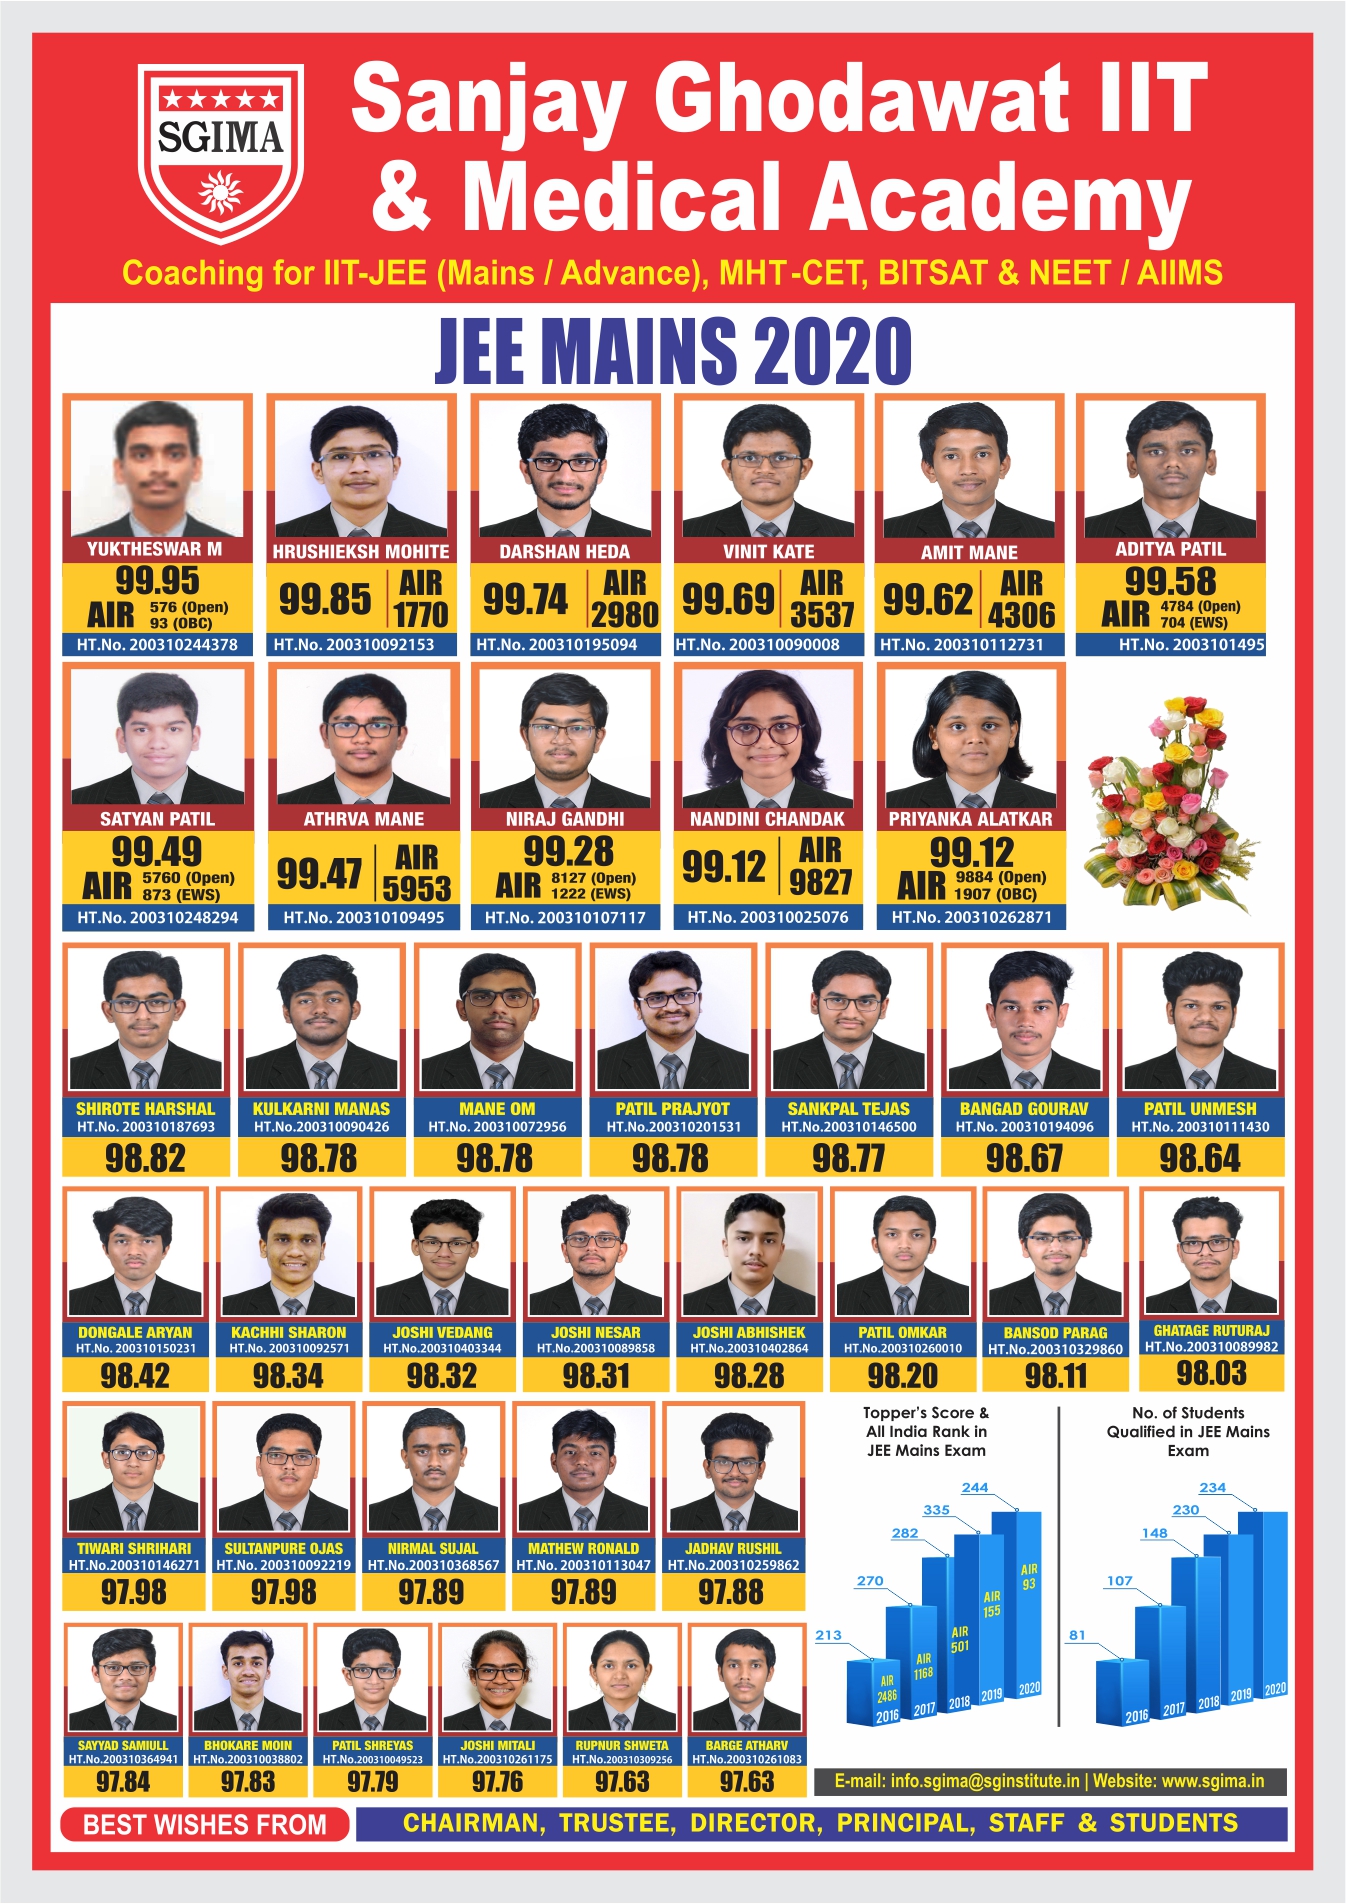 SGIMA
Sanjay Ghodawat IIT
& Medical Academy
Coaching for IIT-JEE (Mains / Advance), MHT-CET, BITSAT & NEET / AIIMS
JEE MAINS 2020
YUKTHESWAR M
99.95
AIR 576 (Open)
93 (OBC)
HT.No. 200310244378
HRUSHIEKSH MOHITE
99.85 AIR
1770
HT.No. 200310092153
DARSHAN HEDA
99.74 AIR
2980
HT.No. 200310195094
VINIT KATE
99.69 AIR
3537
HT.No. 200310090008
AMIT MANE
99.62 AIR
4306
HT.No. 200310112731
ADITYA PATIL
99.58
AIR 4784 (Open)
704 (EWS)
HT.No. 2003101495
SATYAN PATIL
99.49
AIR 5760 (Open)
873 (EWS)
HT.No. 200310248294
ATHRVA MANE
99.47 AIR
5953
HT.No. 200310109495
NIRAJ GANDHI
99.28
AIR 8127 (Open)
1222 (EWS)
HT.No. 200310107117
NANDINI CHANDAK
99.12 AIR
9827
HT.No. 200310025076
PRIYANKA ALATKAR
99.12
AIR 9884 (Open)
1907 (OBC)
HT.No. 200310262871
SHIROTE HARSHAL
HT.No. 200310187693
98.82
KULKARNI MANAS
HT.No. 200310090426
98.78
MANE OM
HT.No. 200310072956
98.78
PATIL PRAJYOT
HT.No.200310201531
98.78
SANKPAL TEJAS
HT.No. 200310146500
98.77
BANGAD GOURAV
HT.No. 200310194096
98.67
PATIL UNMESH
HT.No. 200310111430
98.64
DONGALE ARYAN
HT.No.200310150231
98.42
KACHHI SHARON
HT.No. 200310092571
98.34
JOSHI VEDANG
HT.No.200310403344
98.32
JOSHI NESAR
HT.No.200310089858
98.31
JOSHI ABHISHEK
HT.No.200310402864
98.28
PATIL OMKAR
HT.No.200310260010
98.20
BANSOD PARAG
HT.No.200310329860
98.11
GHATAGE RUTURAJ
HT.No.200310089982
98.03
TIWARI SHRIHARI
HT.No.200310146271
97.98
SULTANPURE OJAS
HT.No. 200310092219
97.98
NIRMAL SUJAL
HT.No.200310368567
97.89
MATHEW RONALD
HT.No.200310113047
97.89
JADHAV RUSHIL
HT.No.200310259862
97.88
SAYYAD SAMIULL
HT.No.200310364941
97.84
BHOKARE MOIN
HT.No.200310038802
97.83
PATIL SHREYAS
HT.No.200310049523
97.79
JOSHI MITALI
HT.No.200310261175
97.76
RUPNUR SHWETA
HT.No.200310309256
97.63
BARGE ATHARV
HT.No.200310261083
97.63
Topper's Score &
All India Rank in
JEE Mains Exam
213
270
282
335
244
AIR
2486
2016
AIR
1168
2017
AIR
501
2018
AIR
155
2019
AIR
93
2020
No. of Students
Qualified in JEE Mains
Exam
81
107
148
230
234
2016
2017
2018
2019
2020
E-mail: info.sgima@sginstitute.in | Website: www.sgima.in
BEST WISHES FROM
CHAIRMAN, TRUSTEE, DIRECTOR, PRINCIPAL, STAFF & STUDENTS